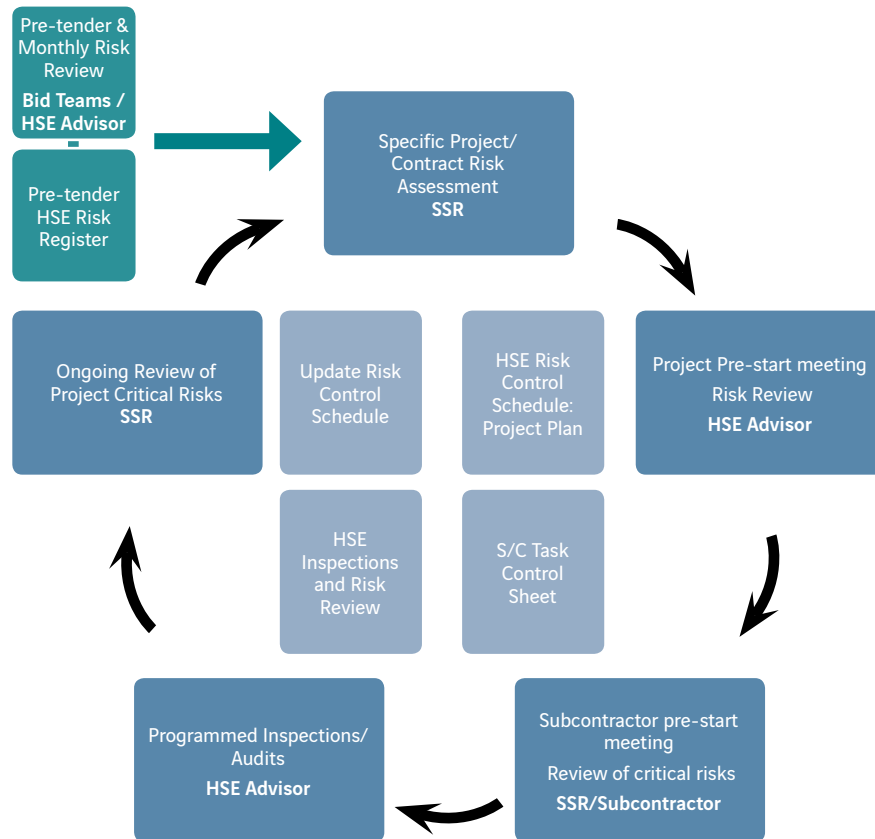 Pre-tender &
Monthly Risk
Review
Bid Teams /
HSE Advisor
Pre-tender
HSE Risk
Register
Specific Project/
Contract Risk
Assessment
SSR
Ongoing Review of
Project Critical Risks
SSR
Update Risk
Control
Schedule
HSE Risk
Control
Schedule:
Project Plan
Project Pre-start meeting
Risk Review
HSE Advisor
HSE
Inspections
and Risk
Review
S/C Task
Control
Sheet
Programmed Inspections/
Audits
HSE Advisor
Subcontractor pre-start
meeting
Review of critical risks
SSR/Subcontractor